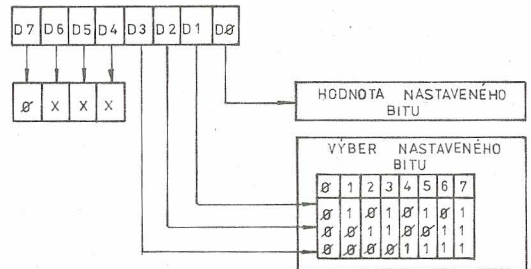 D7 D6 D5 D4 D3 D2 D1 DØ
Ø X X X
HODNOTA NASTAVENÉHO
BITU
VÝBER NASTAVENÉHO
BITU
Ø 1 2 3 4 5 6 7
Ø 1 Ø 1 Ø 1 Ø 1
Ø Ø 1 1 Ø Ø 1 1
Ø Ø Ø Ø 1 1 1 1